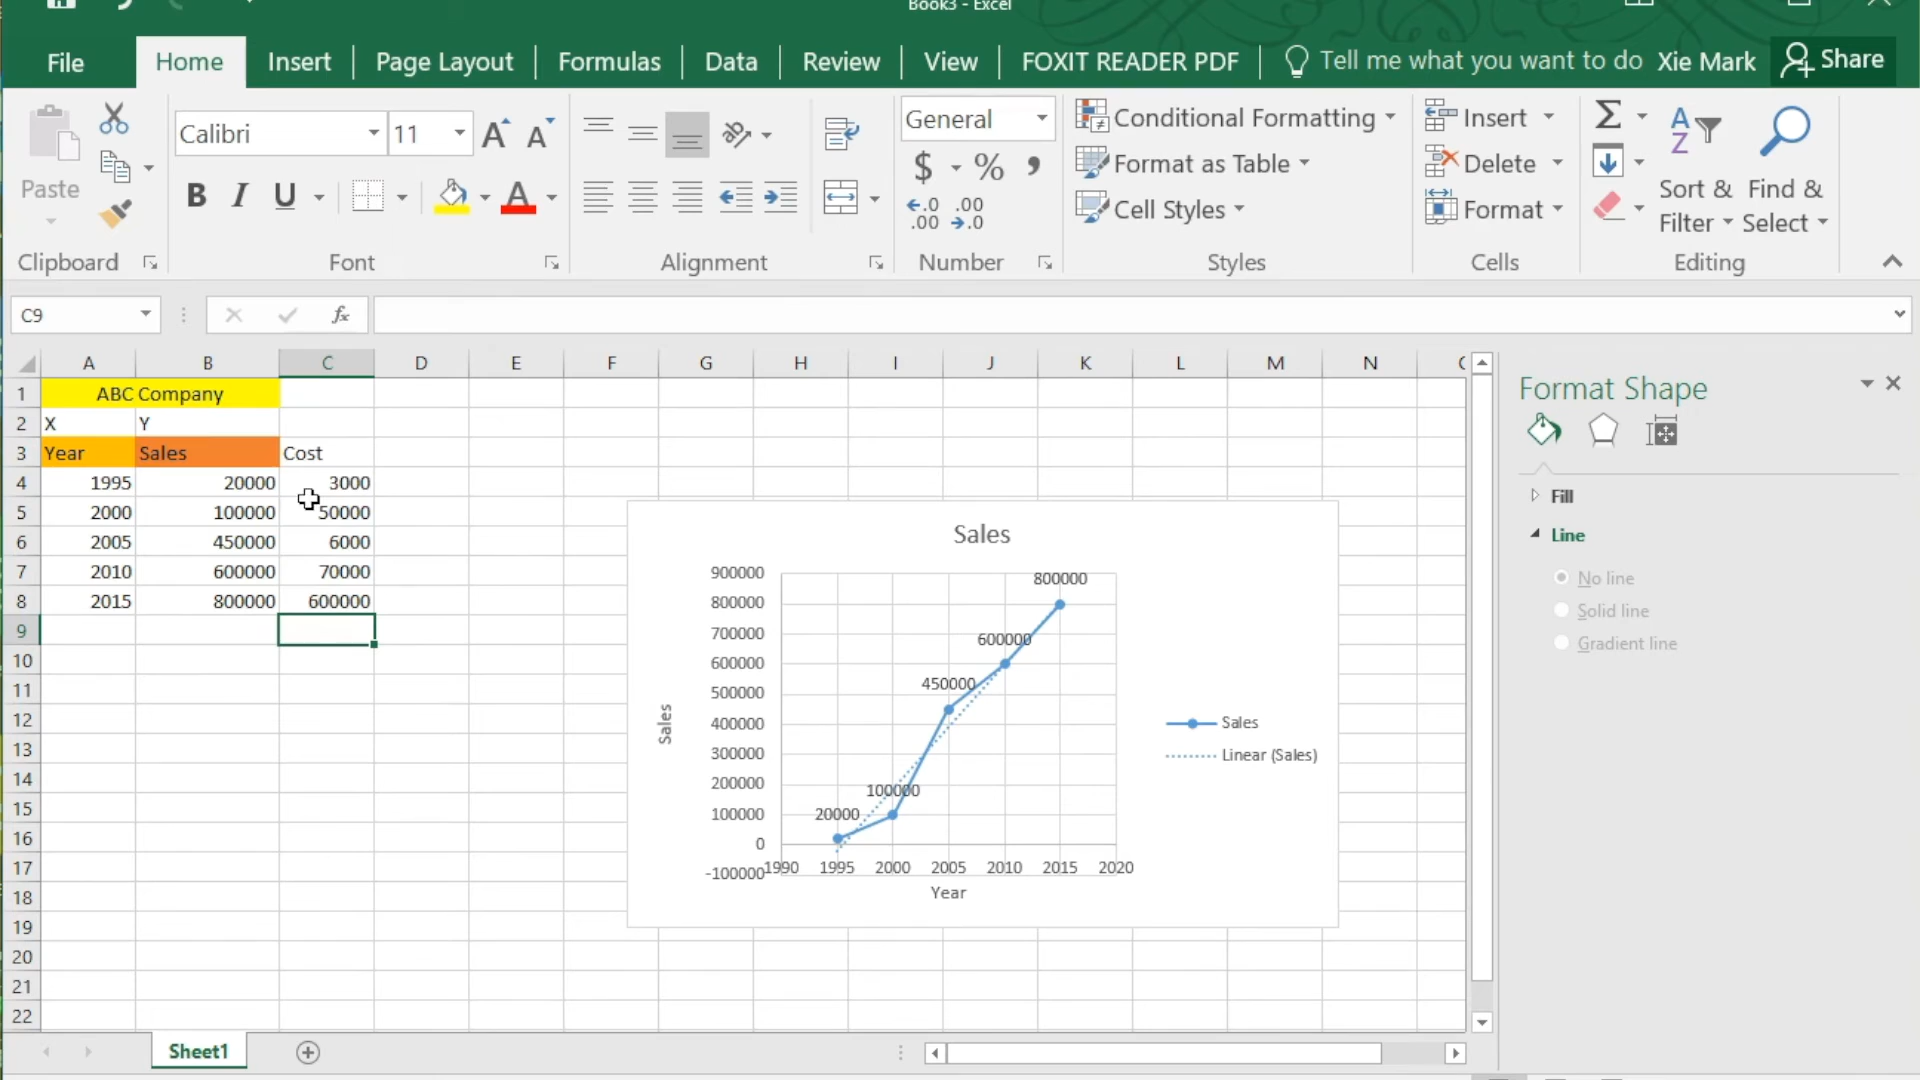 Book3 - Excel
File Home Insert Page Layout Formulas Data Review View FOXIT READER PDF Tell me what you want to do Xie Mark Share
Calibri 11 General Conditional Formatting Insert
Paste $ % Format as Table Delete
B I U A Cell Styles Format
Sort & Filter Find & Select
Clipboard Font Alignment Number Styles Cells Editing
C9 fx
A B C D E F G H I J K L M N
1 ABC Company
2 X Y
3 Year Sales Cost
4 1995 20000 3000
5 2000 100000 50000
6 2005 450000 6000
7 2010 600000 70000
8 2015 800000 600000
9
10
11
12
13
14
15
16
17
18
19
20
21
22
Sales
900000
800000
700000
600000
500000
400000
300000
200000
100000
0
-100000
1990 1995 2000 2005 2010 2015 2020
Year
Sales
20000
100000
450000
600000
800000
Sales
Linear (Sales)
Format Shape
Fill
Line
No line
Solid line
Gradient line
Sheet1